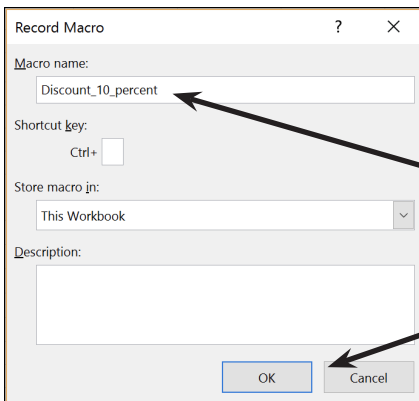 Record Macro ? ×
Macro name:
Discount_10_percent
Shortcut key:
Ctrl+
Store macro in:
This Workbook
Description:
OK Cancel